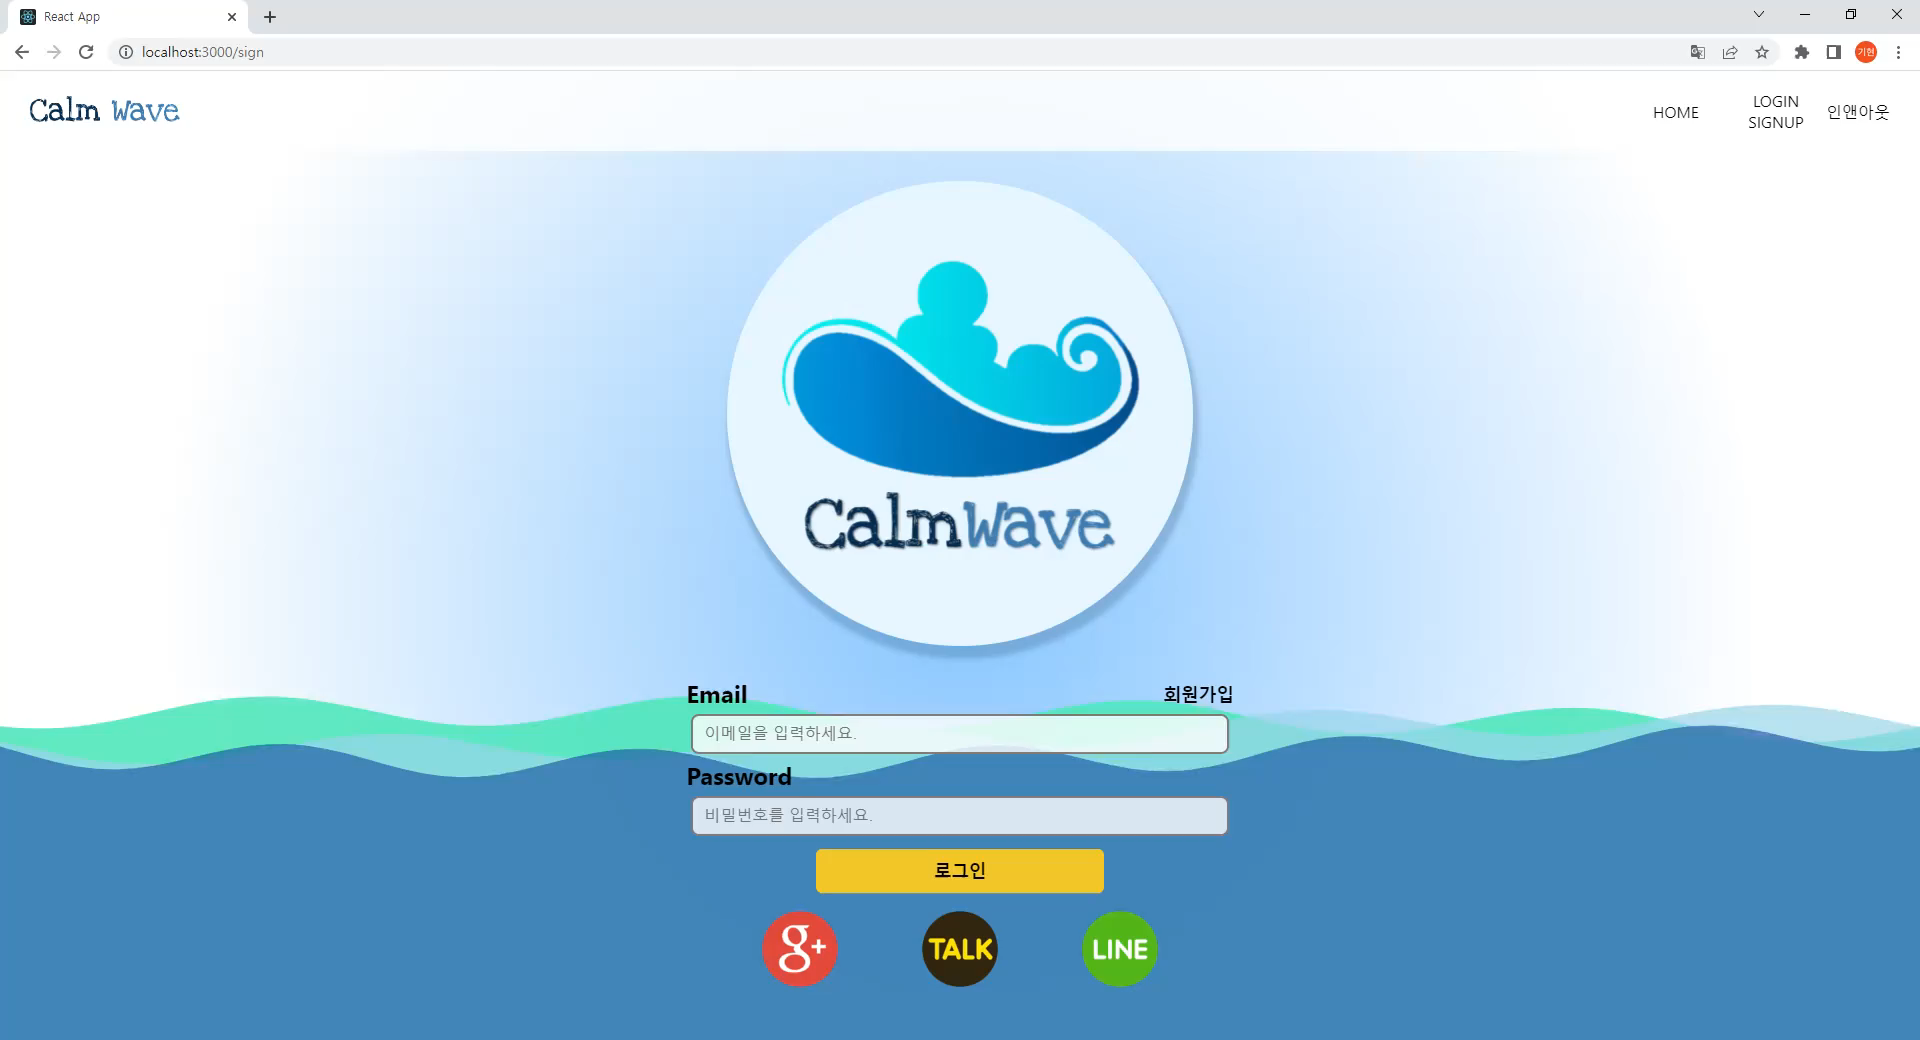 React App
localhost:3000/sign
기현
Calm Wave
HOME
LOGIN
SIGNUP
인앤아웃
CalmWave
Email
회원가입
이메일을 입력하세요.
Password
비밀번호를 입력하세요.
로그인
g+
TALK
LINE